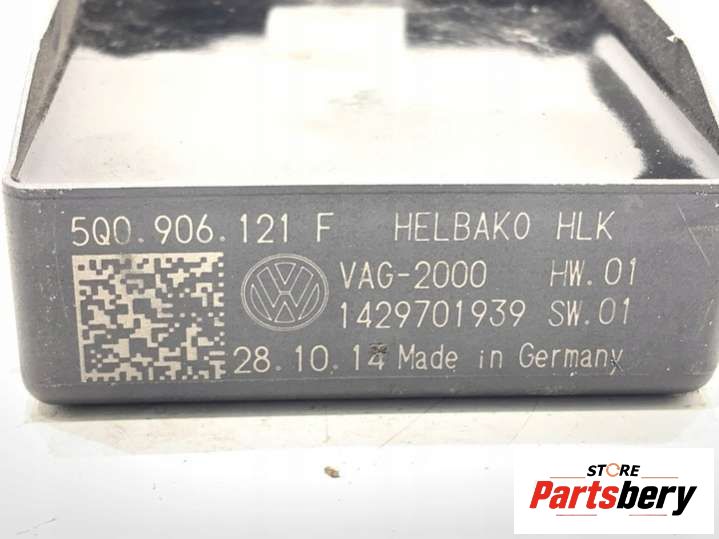 5Q0.906.121 F HELBAKO HLK
VAG-2000 HW.01
1429701939 SW.01
28.10.14 Made in Germany
STORE
Partsbery